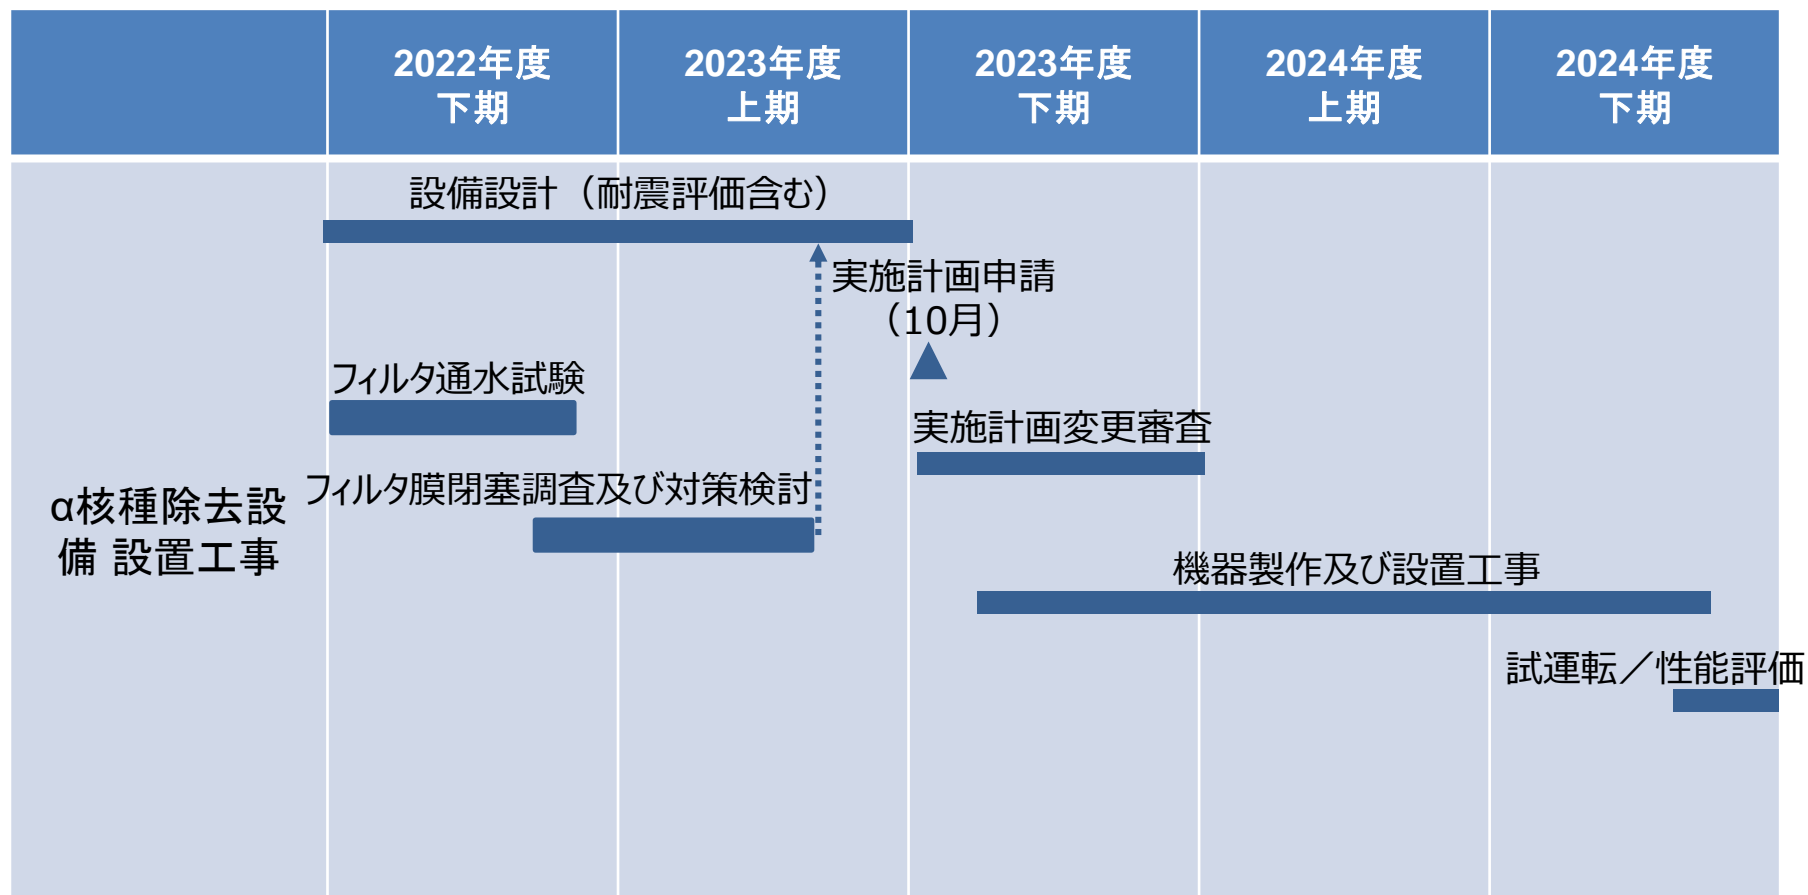 2022年度
下期
2023年度
上期
2023年度
下期
2024年度
上期
2024年度
下期
α核種除去設
備 設置工事
設備設計（耐震評価含む）
実施計画申請
（10月）
フィルタ通水試験
実施計画変更審査
フィルタ膜閉塞調査及び対策検討
機器製作及び設置工事
試運転／性能評価